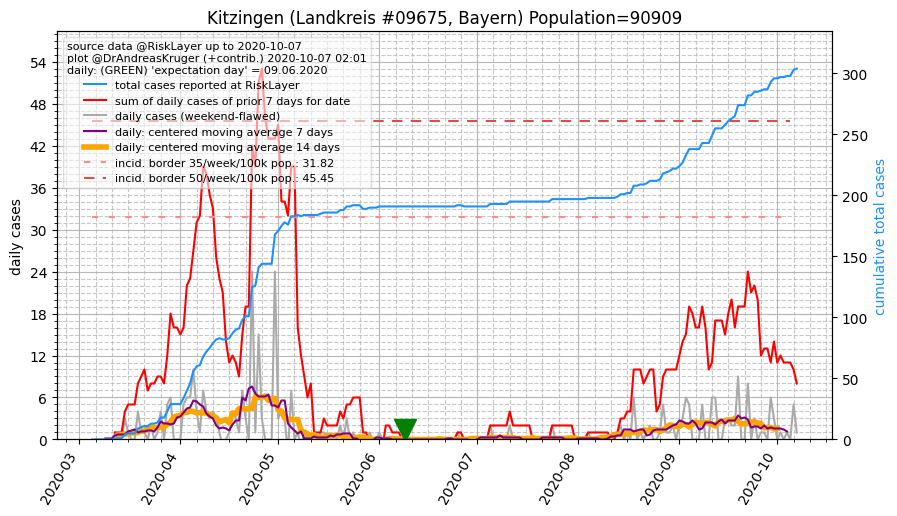 Kitzingen (Landkreis #09675, Bayern) Population=90909
source data @RiskLayer up to 2020-10-07
plot @DrAndreasKruger (+contrib.) 2020-10-07 02:01
daily: (GREEN) 'expectation day' = 09.06.2020
total cases reported at RiskLayer
sum of daily cases of prior 7 days for date
daily cases (weekend-flawed)
daily: centered moving average 7 days
daily: centered moving average 14 days
incid. border 35/week/100k pop.: 31.82
incid. border 50/week/100k pop.: 45.45
daily cases
54
48
42
36
30
24
18
12
6
0
cumulative total cases
300
250
200
150
100
50
0
2020-03
2020-04
2020-05
2020-06
2020-07
2020-08
2020-09
2020-10